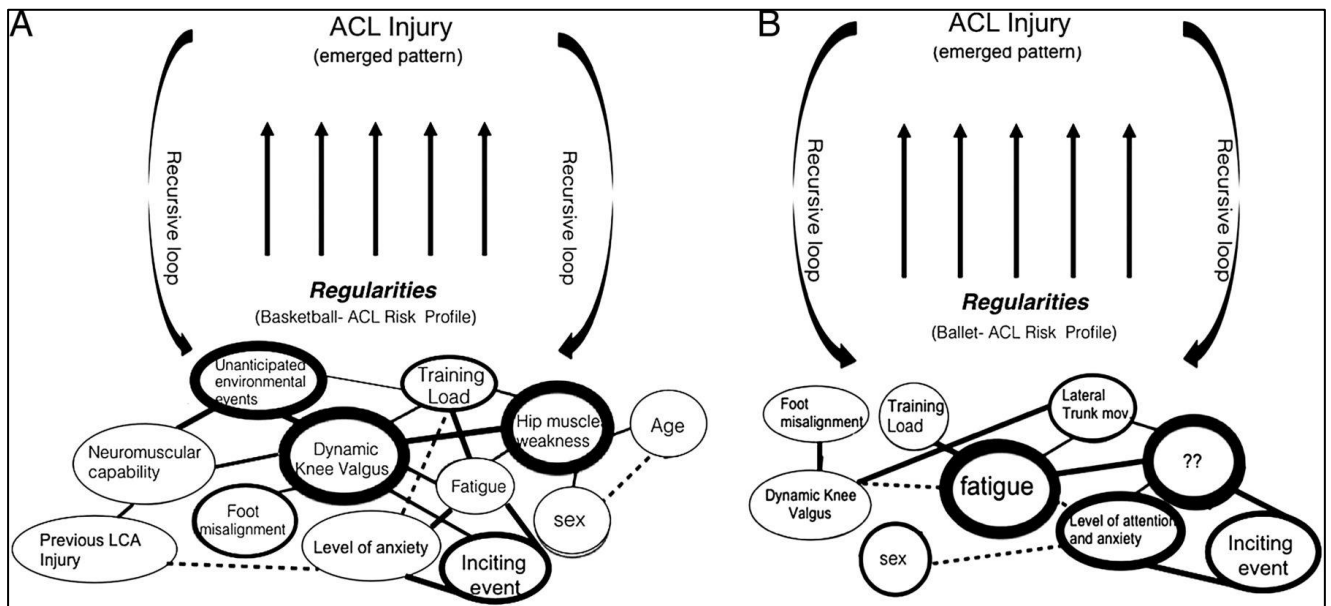 A
ACL Injury
(emerged pattern)
Recursive loop
Recursive loop
Regularities
(Basketball- ACL Risk Profile)
Unanticipated
environmental
events
Training
Load
Hip muscles
weakness
Age
Neuromuscular
capability
Dynamic
Knee Valgus
Fatigue
Foot
misalignment
sex
Previous LCA
Injury
Level of anxiety
Inciting
event
B
ACL Injury
(emerged pattern)
Recursive loop
Recursive loop
Regularities
(Ballet- ACL Risk Profile)
Foot
misalignment
Training
Load
Lateral
Trunk mov.
??
Dynamic Knee
Valgus
fatigue
Level of attention
and anxiety
sex
Inciting
event